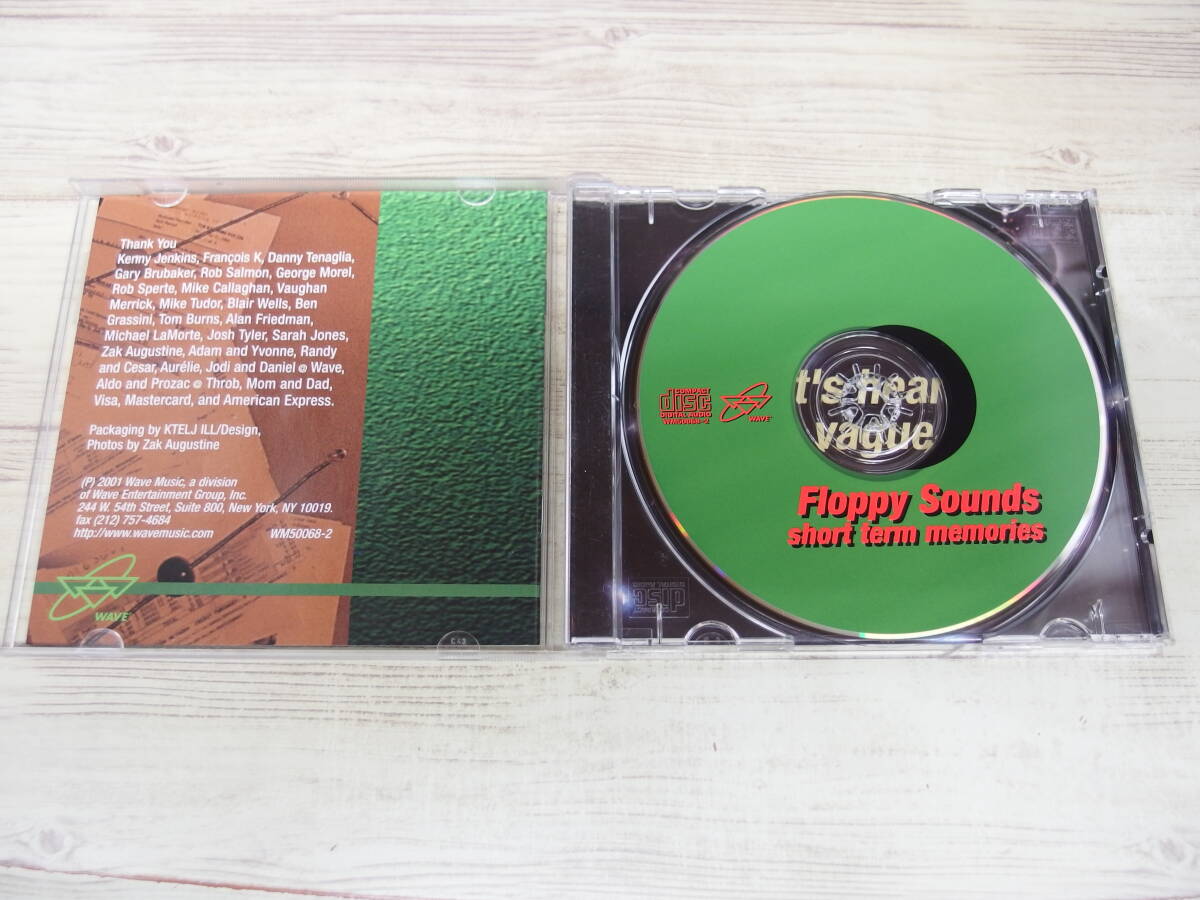 Thank You
Kenny Jenkins, François K, Danny Tenaglia,
Gary Brubaker, Rob Salmon, George Morel,
Rob Sperte, Mike Callaghan, Vaughan
Merrick, Mike Tudor, Blair Wells, Ben
Grassini, Tom Burns, Alan Friedman,
Michael LaMorte, Josh Tyler, Sarah Jones,
Zak Augustine, Adam and Yvonne, Randy
and Cesar, Aurélie, Jodi and Daniel @ Wave,
Aldo and Prozac @ Throb, Mom and Dad,
Visa, Mastercard, and American Express.
Packaging by KTELJ ILL/Design,
Photos by Zak Augustine
(P) 2001 Wave Music, a division
of Wave Entertainment Group, Inc.
244 W. 54th Street, Suite 800, New York, NY 10019.
fax (212) 757-4684
http://www.wavemusic.com WM50068-2
WAVE
COMPACT
disc
DIGITAL AUDIO
WM50068-2
WAVE
t's hear
vague
Floppy Sounds
short term memories